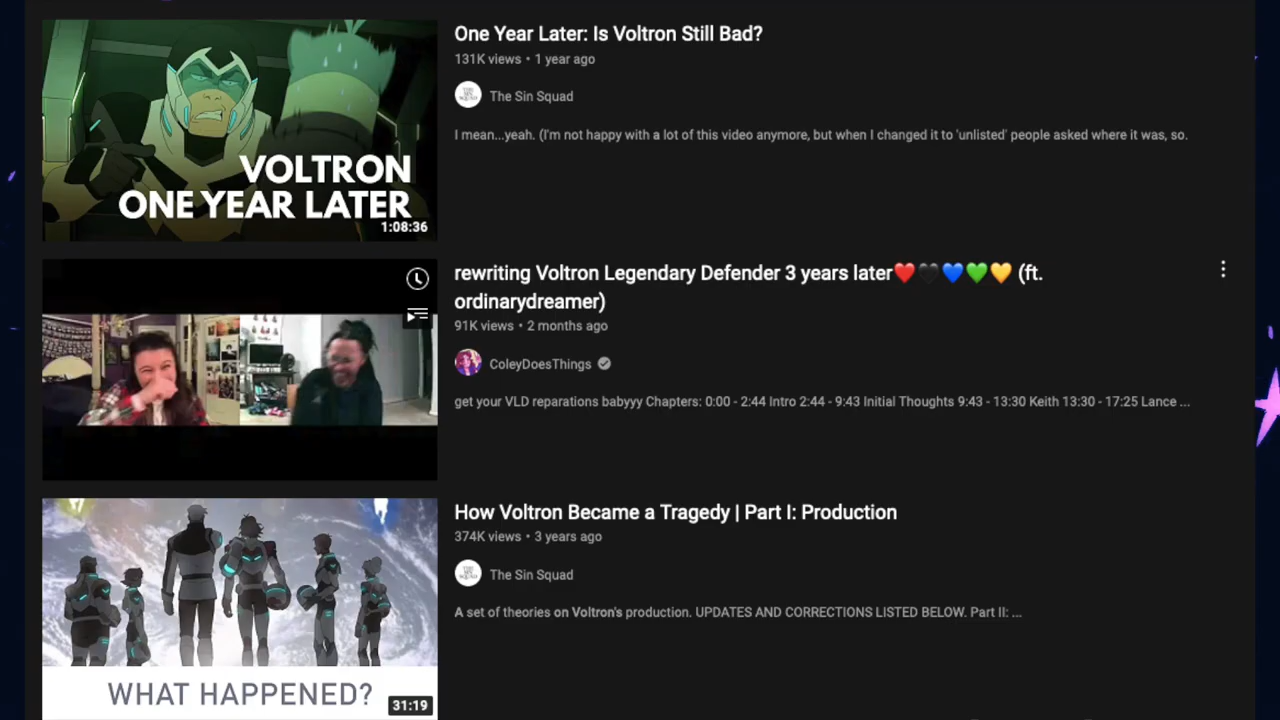 One Year Later: Is Voltron Still Bad?
131K views • 1 year ago
THE SIN SQUAD
The Sin Squad
I mean...yeah. (I'm not happy with a lot of this video anymore, but when I changed it to 'unlisted' people asked where it was, so.
VOLTRON
ONE YEAR LATER
1:08:36
rewriting Voltron Legendary Defender 3 years later❤️🖤💙💚💛 (ft.
ordinarydreamer)
91K views • 2 months ago
ColeyDoesThings
get your VLD reparations babyyy Chapters: 0:00 - 2:44 Intro 2:44 - 9:43 Initial Thoughts 9:43 - 13:30 Keith 13:30 - 17:25 Lance ...
How Voltron Became a Tragedy | Part I: Production
374K views • 3 years ago
THE SIN SQUAD
The Sin Squad
A set of theories on Voltron's production. UPDATES AND CORRECTIONS LISTED BELOW. Part II: ...
WHAT HAPPENED?
31:19